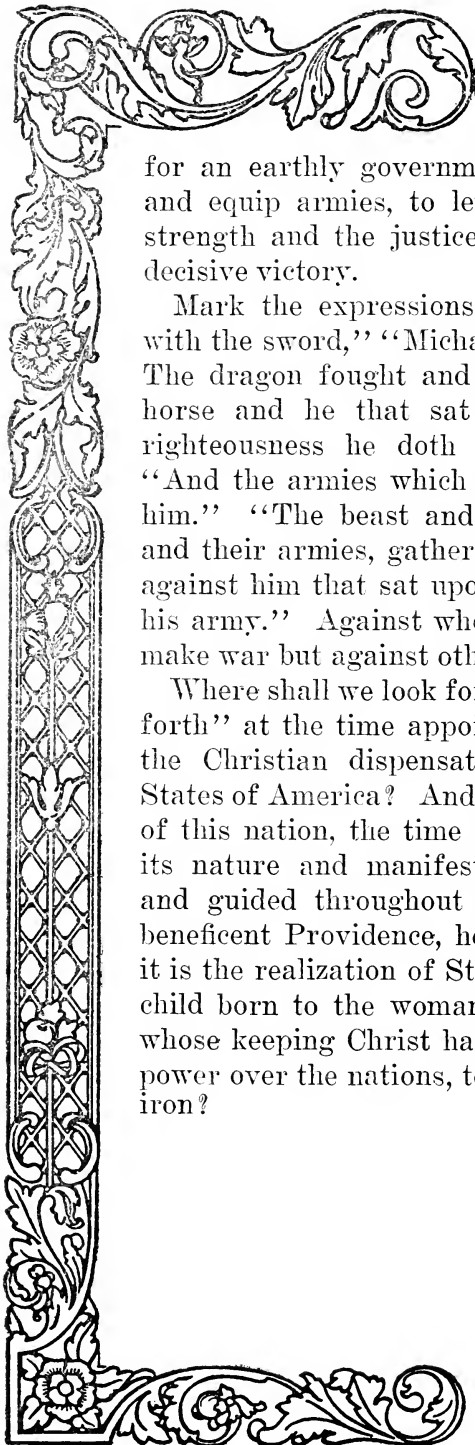 for an earthly governm
and equip armies, to le
strength and the justice
decisive victory.
Mark the expressions
with the sword,” “Micha
The dragon fought and
horse and he that sat
righteousness he doth
“And the armies which
him.” “The beast and
and their armies, gather
against him that sat upo
his army.” Against who
make war but against oth
Where shall we look fo
forth” at the time appo
the Christian dispensat
States of America? And
of this nation, the time
its nature and manifes
and guided throughout
beneficent Providence, h
it is the realization of St
child born to the woman
whose keeping Christ ha
power over the nations, t
iron?